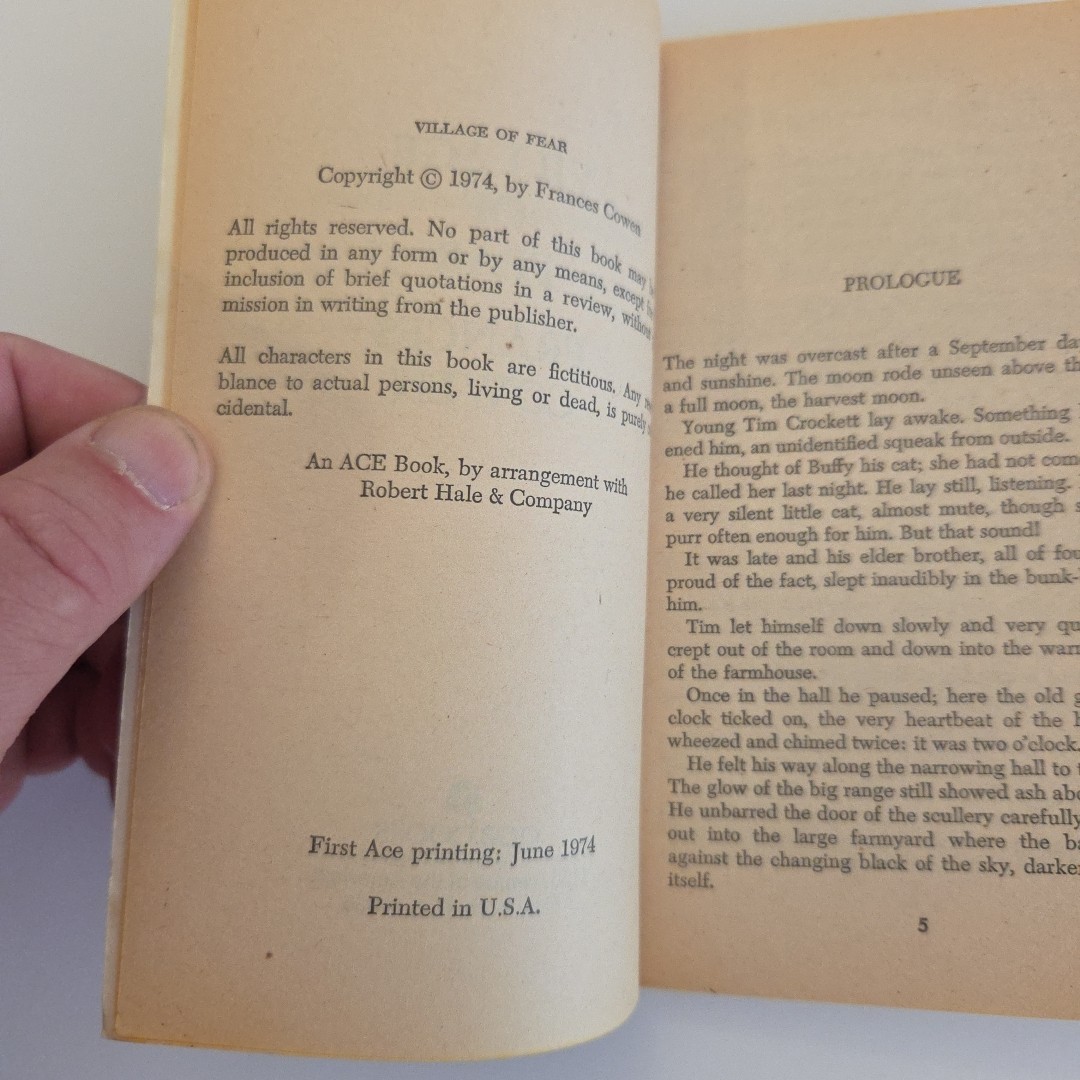 VILLAGE OF FEAR
Copyright © 1974, by Frances Cowen
All rights reserved. No part of this book may
produced in any form or by any means, except
inclusion of brief quotations in a review, without
mission in writing from the publisher.
All characters in this book are fictitious. Any
blance to actual persons, living or dead, is purely
cidental.
An ACE Book, by arrangement with
Robert Hale & Company
First Ace printing: June 1974
Printed in U.S.A.
PROLOGUE
The night was overcast after a September
and sunshine. The moon rode unseen above
a full moon, the harvest moon.
Young Tim Crockett lay awake. Something
ened him, an unidentified squeak from outside.
He thought of Buffy his cat; she had not
he called her last night. He lay still, listening.
a very silent little cat, almost mute, though
purr often enough for him. But that sound!
It was late and his elder brother, all of
proud of the fact, slept inaudibly in the bunk-
him.
Tim let himself down slowly and very
crept out of the room and down into the
of the farmhouse.
Once in the hall he paused; here the old
clock ticked on, the very heartbeat of the
wheezed and chimed twice: it was two o'clock.
He felt his way along the narrowing hall to
The glow of the big range still showed ash
He unbarred the door of the scullery carefully
out into the large farmyard where the
against the changing black of the sky,
itself.
5